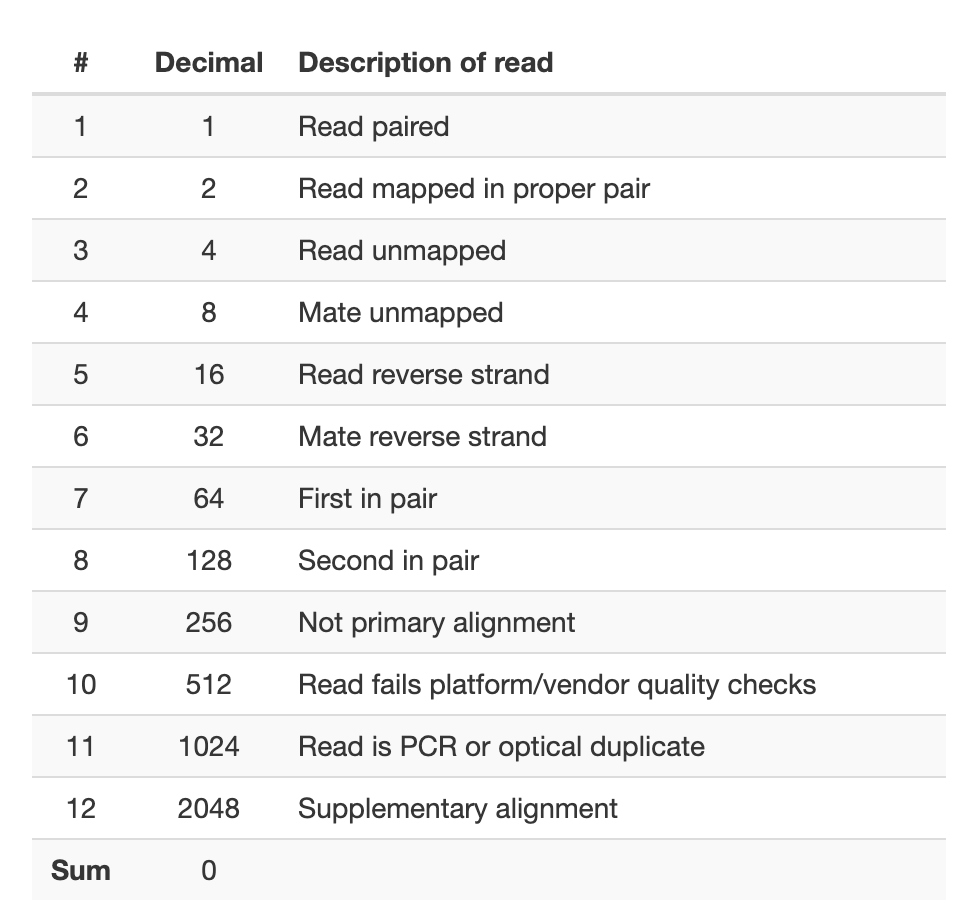 # Decimal Description of read
1 1 Read paired
2 2 Read mapped in proper pair
3 4 Read unmapped
4 8 Mate unmapped
5 16 Read reverse strand
6 32 Mate reverse strand
7 64 First in pair
8 128 Second in pair
9 256 Not primary alignment
10 512 Read fails platform/vendor quality checks
11 1024 Read is PCR or optical duplicate
12 2048 Supplementary alignment
Sum 0